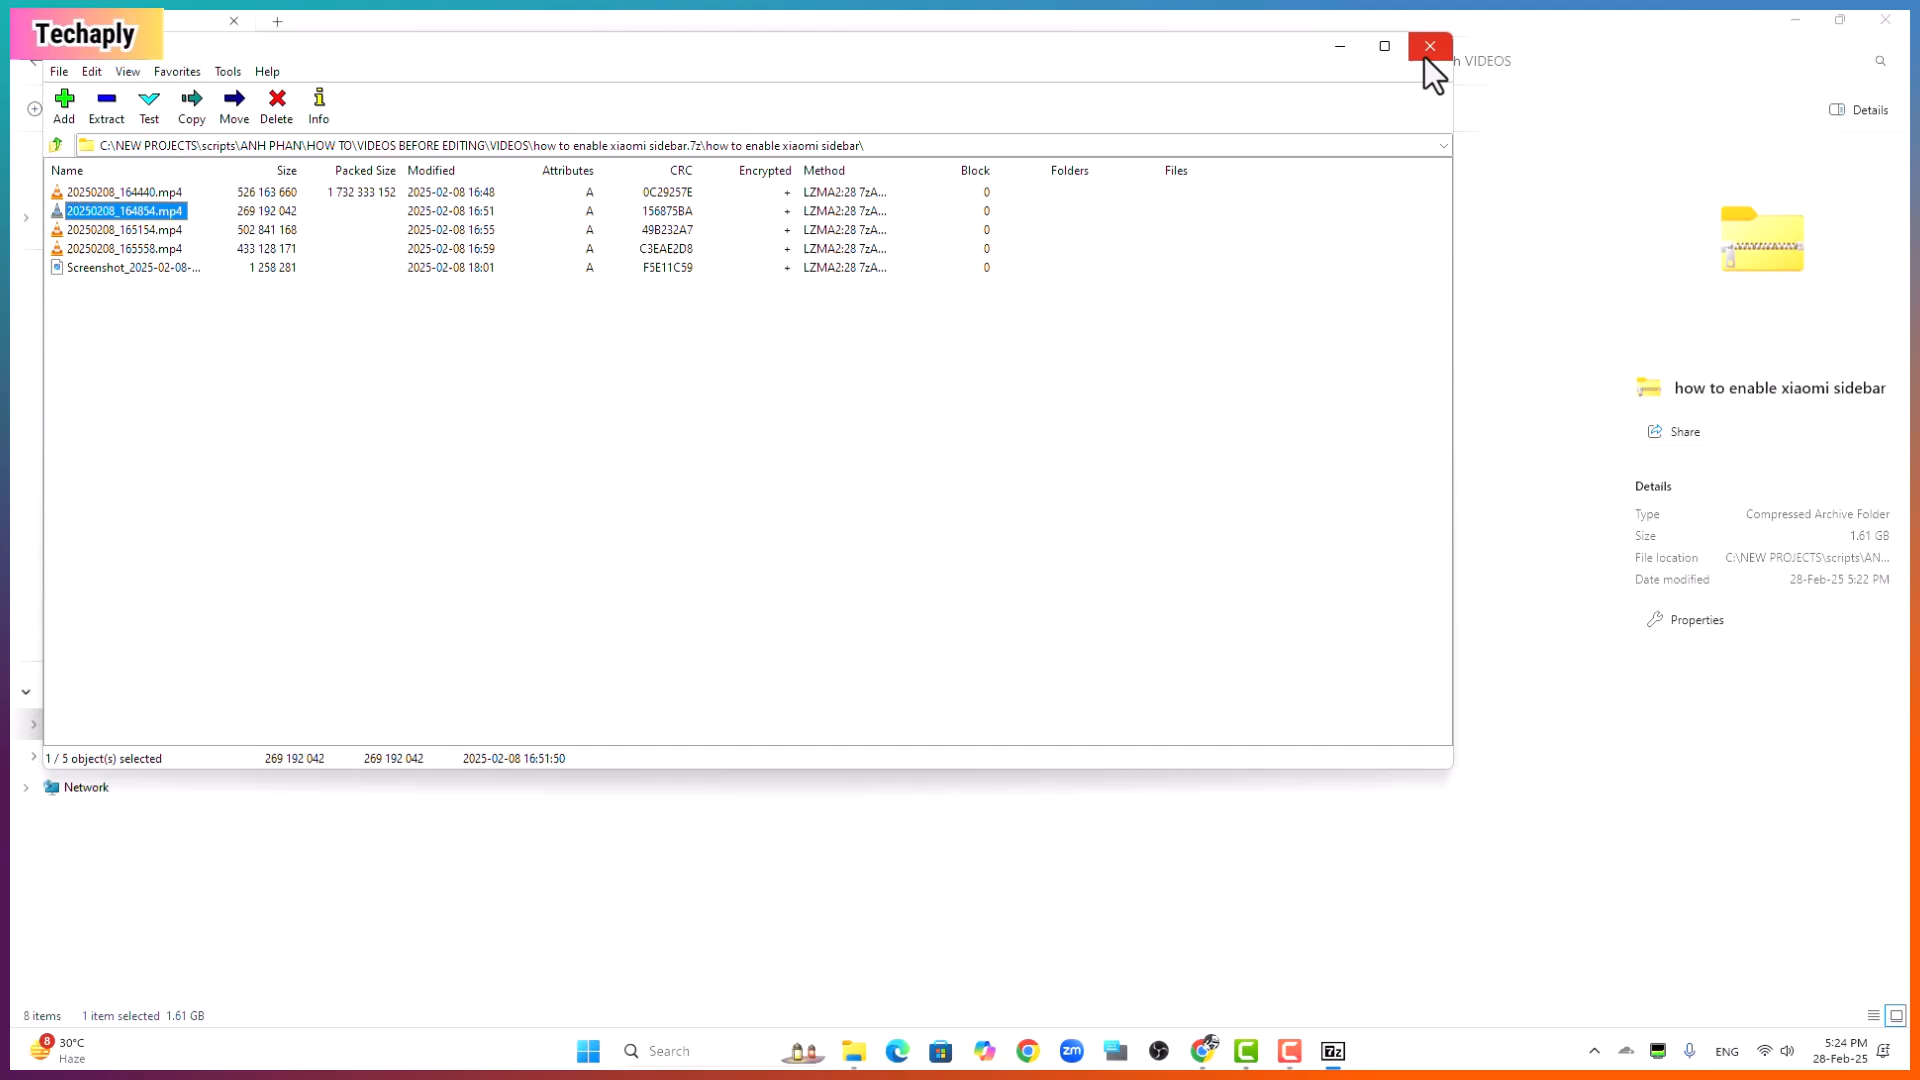 Techaply
h VIDEOS
File Edit View Favorites Tools Help
Add Extract Test Copy Move Delete Info
Details
C:\NEW PROJECTS\scripts\ANH PHAN\HOW TO\VIDEOS BEFORE EDITING\VIDEOS\how to enable xiaomi sidebar.7z\how to enable xiaomi sidebar\
Name Size Packed Size Modified Attributes CRC Encrypted Method Block Folders Files
20250208_164440.mp4 526 163 660 1 732 333 152 2025-02-08 16:48 A 0C29257E + LZMA2:28 7zA... 0
20250208_164854.mp4 269 192 042 2025-02-08 16:51 A 156875BA + LZMA2:28 7zA... 0
20250208_165154.mp4 502 841 168 2025-02-08 16:55 A 49B232A7 + LZMA2:28 7zA... 0
20250208_165558.mp4 433 128 171 2025-02-08 16:59 A C3EAE2D8 + LZMA2:28 7zA... 0
Screenshot_2025-02-08-... 1 258 281 2025-02-08 18:01 A F5E11C59 + LZMA2:28 7zA... 0
how to enable xiaomi sidebar
Share
Details
Type Compressed Archive Folder
Size 1.61 GB
File location C:\NEW PROJECTS\scripts\AN...
Date modified 28-Feb-25 5:22 PM
Properties
1 / 5 object(s) selected 269 192 042 269 192 042 2025-02-08 16:51:50
Network
8 items 1 item selected 1.61 GB
8 30°C
Haze
Search
zm
7z
ENG
5:24 PM
28-Feb-25